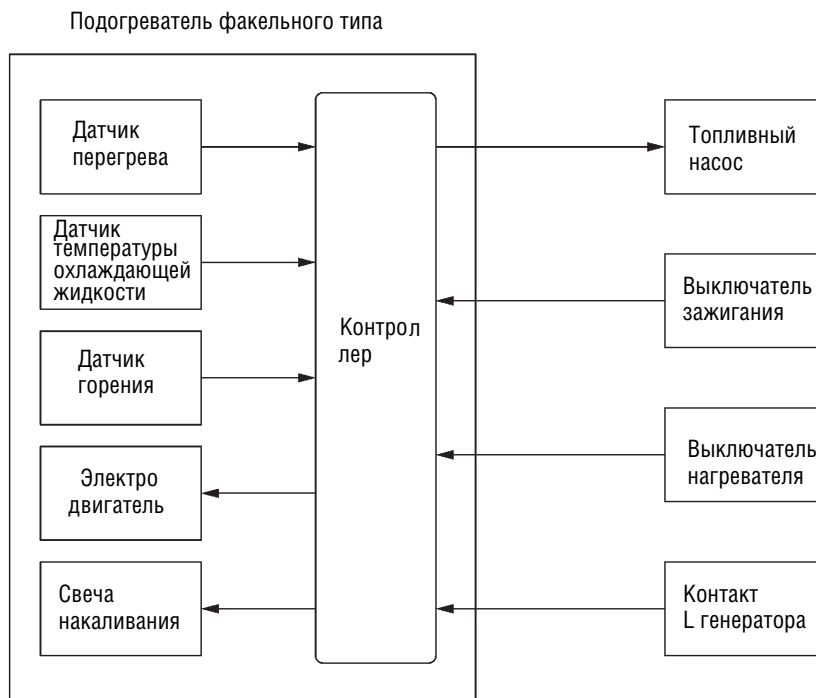 Подогреватель факельного типа
Датчик
перегрева
Датчик
температуры
охлаждающей
жидкости
Датчик
горения
Электро
двигатель
Свеча
накаливания
Контрол
лер
Топливный
насос
Выключатель
зажигания
Выключатель
нагревателя
Контакт
L генератора